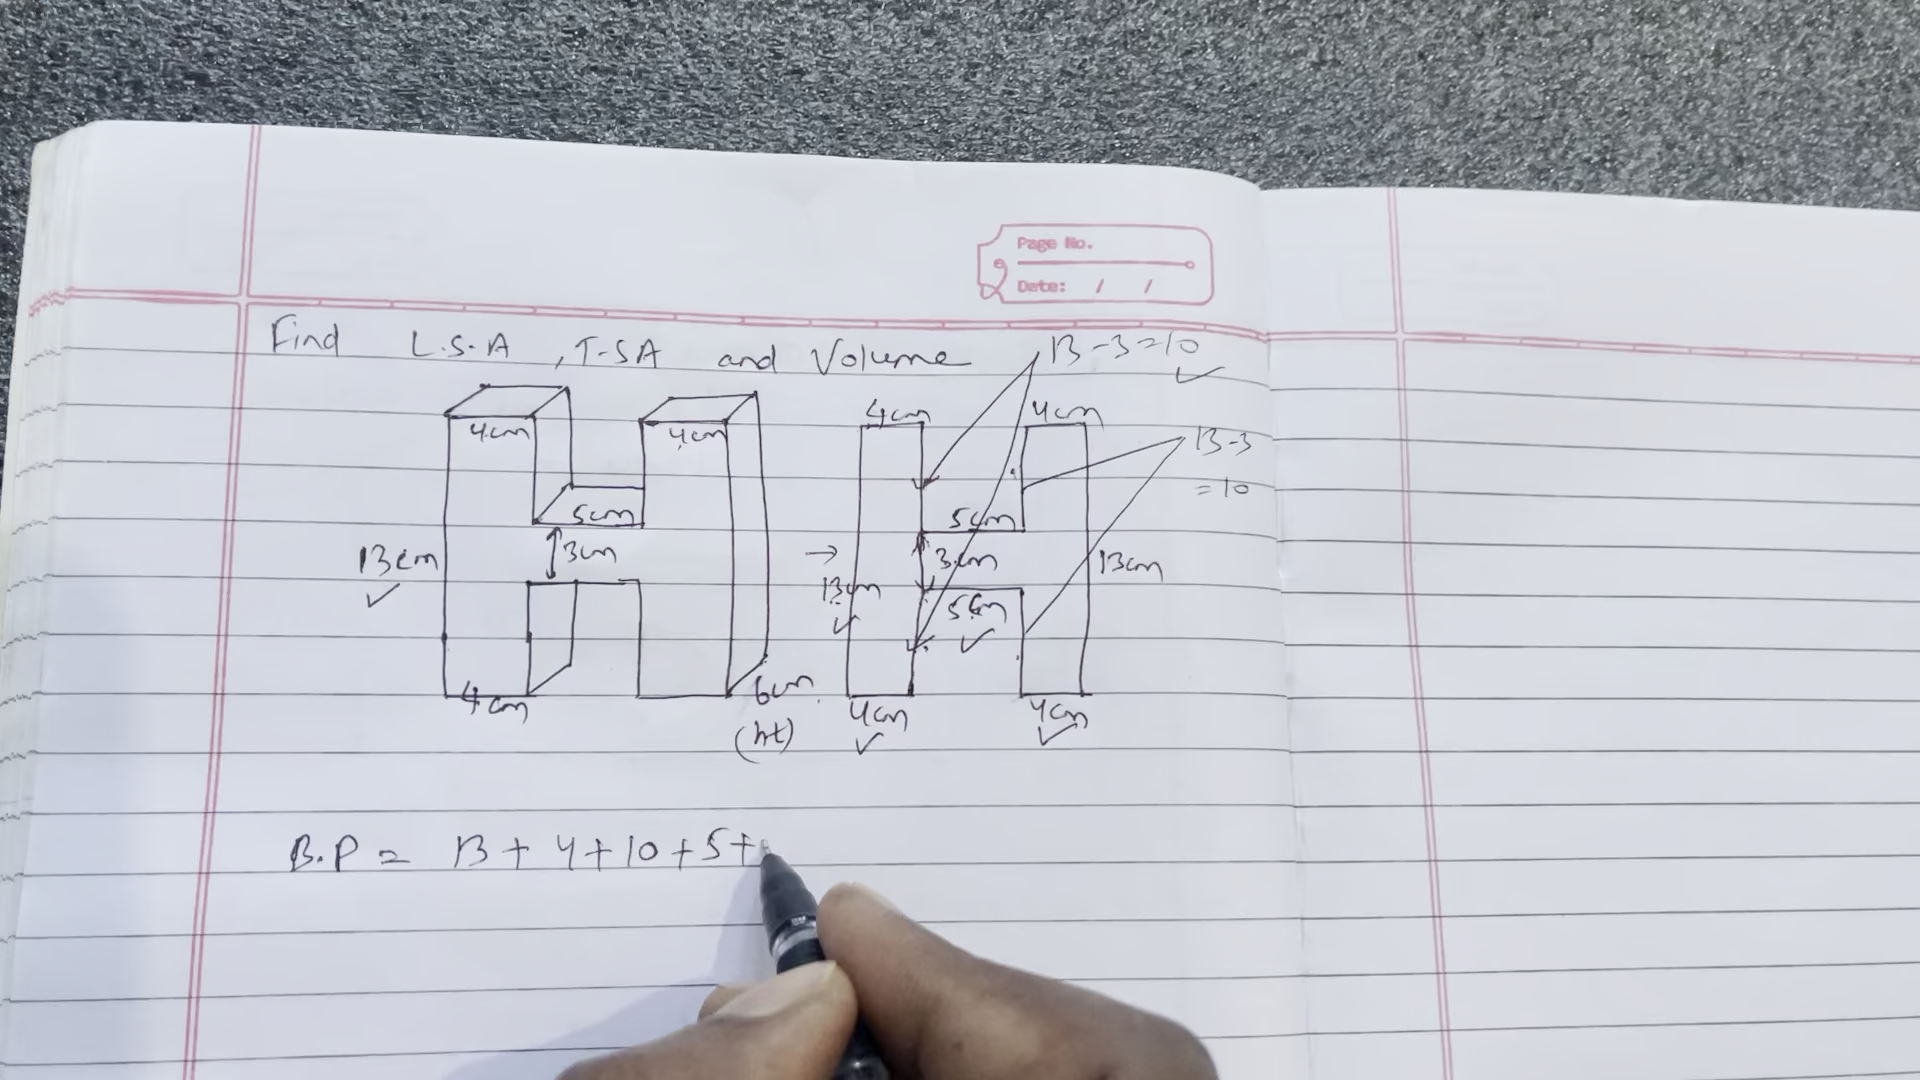 Page No.
Date: / /
Find L.S.A , T.SA and Volume
13-3=10
4cm 4cm 4cm 4cm
13-3
= 10
5cm 5cm
13cm 3cm → 3cm 13cm
13cm 5cm
4cm 6cm 4cm 4cm
(ht)
B.P = 13 + 4 + 10 + 5 +